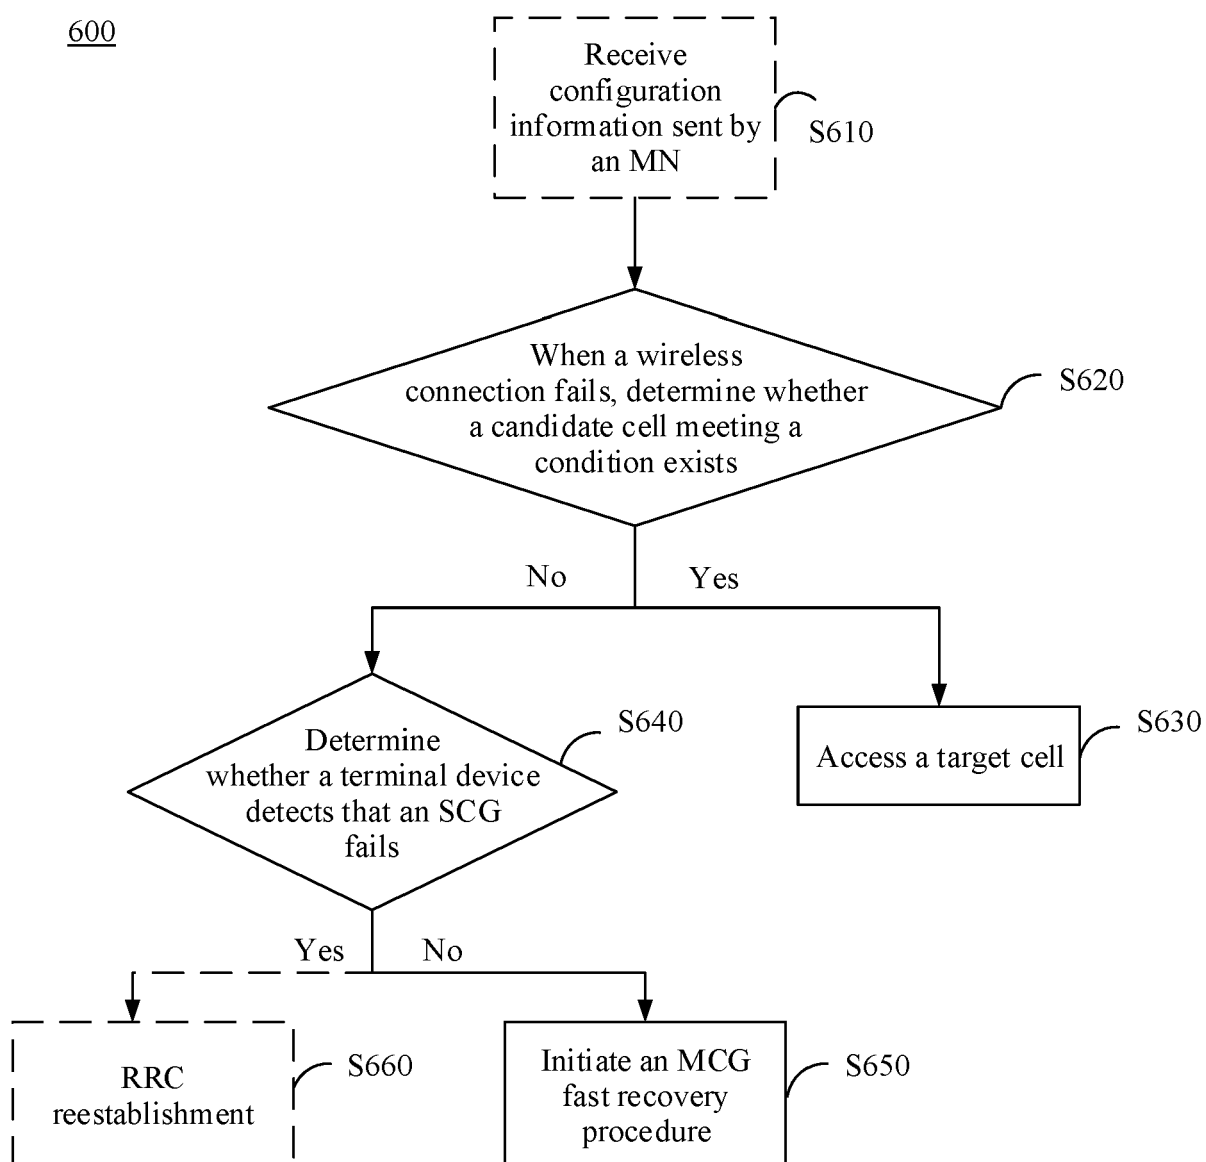 600
Receive
configuration
information sent by
an MN
S610
When a wireless
connection fails, determine whether
a candidate cell meeting a
condition exists
S620
No
Yes
Determine
whether a terminal device
detects that an SCG
fails
S640
Access a target cell
S630
Yes
No
RRC
reestablishment
S660
Initiate an MCG
fast recovery
procedure
S650